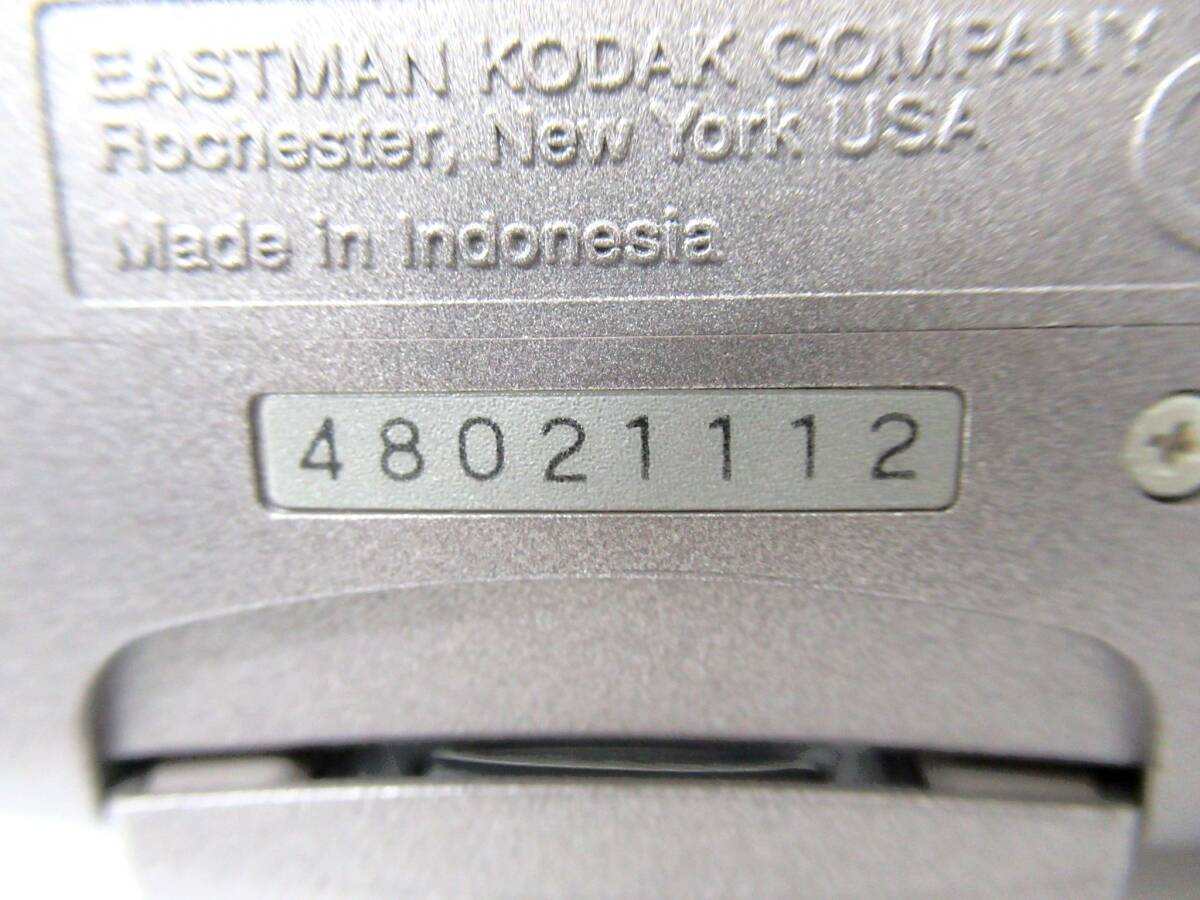 EASTMAN KODAK COMPANY
Rochester, New York USA
Made in Indonesia
48021112